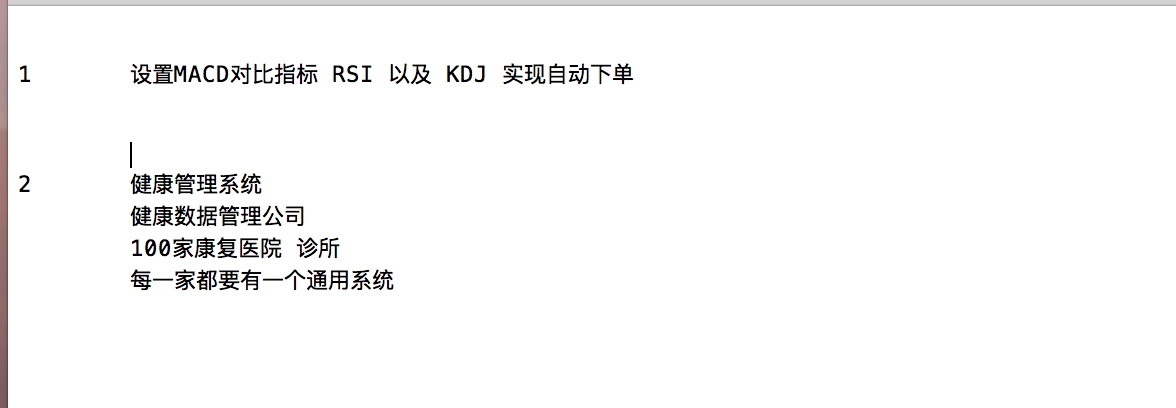 1 设置MACD对比指标 RSI 以及 KDJ 实现自动下单
2 健康管理系统
健康数据管理公司
100家康复医院 诊所
每一家都要有一个通用系统